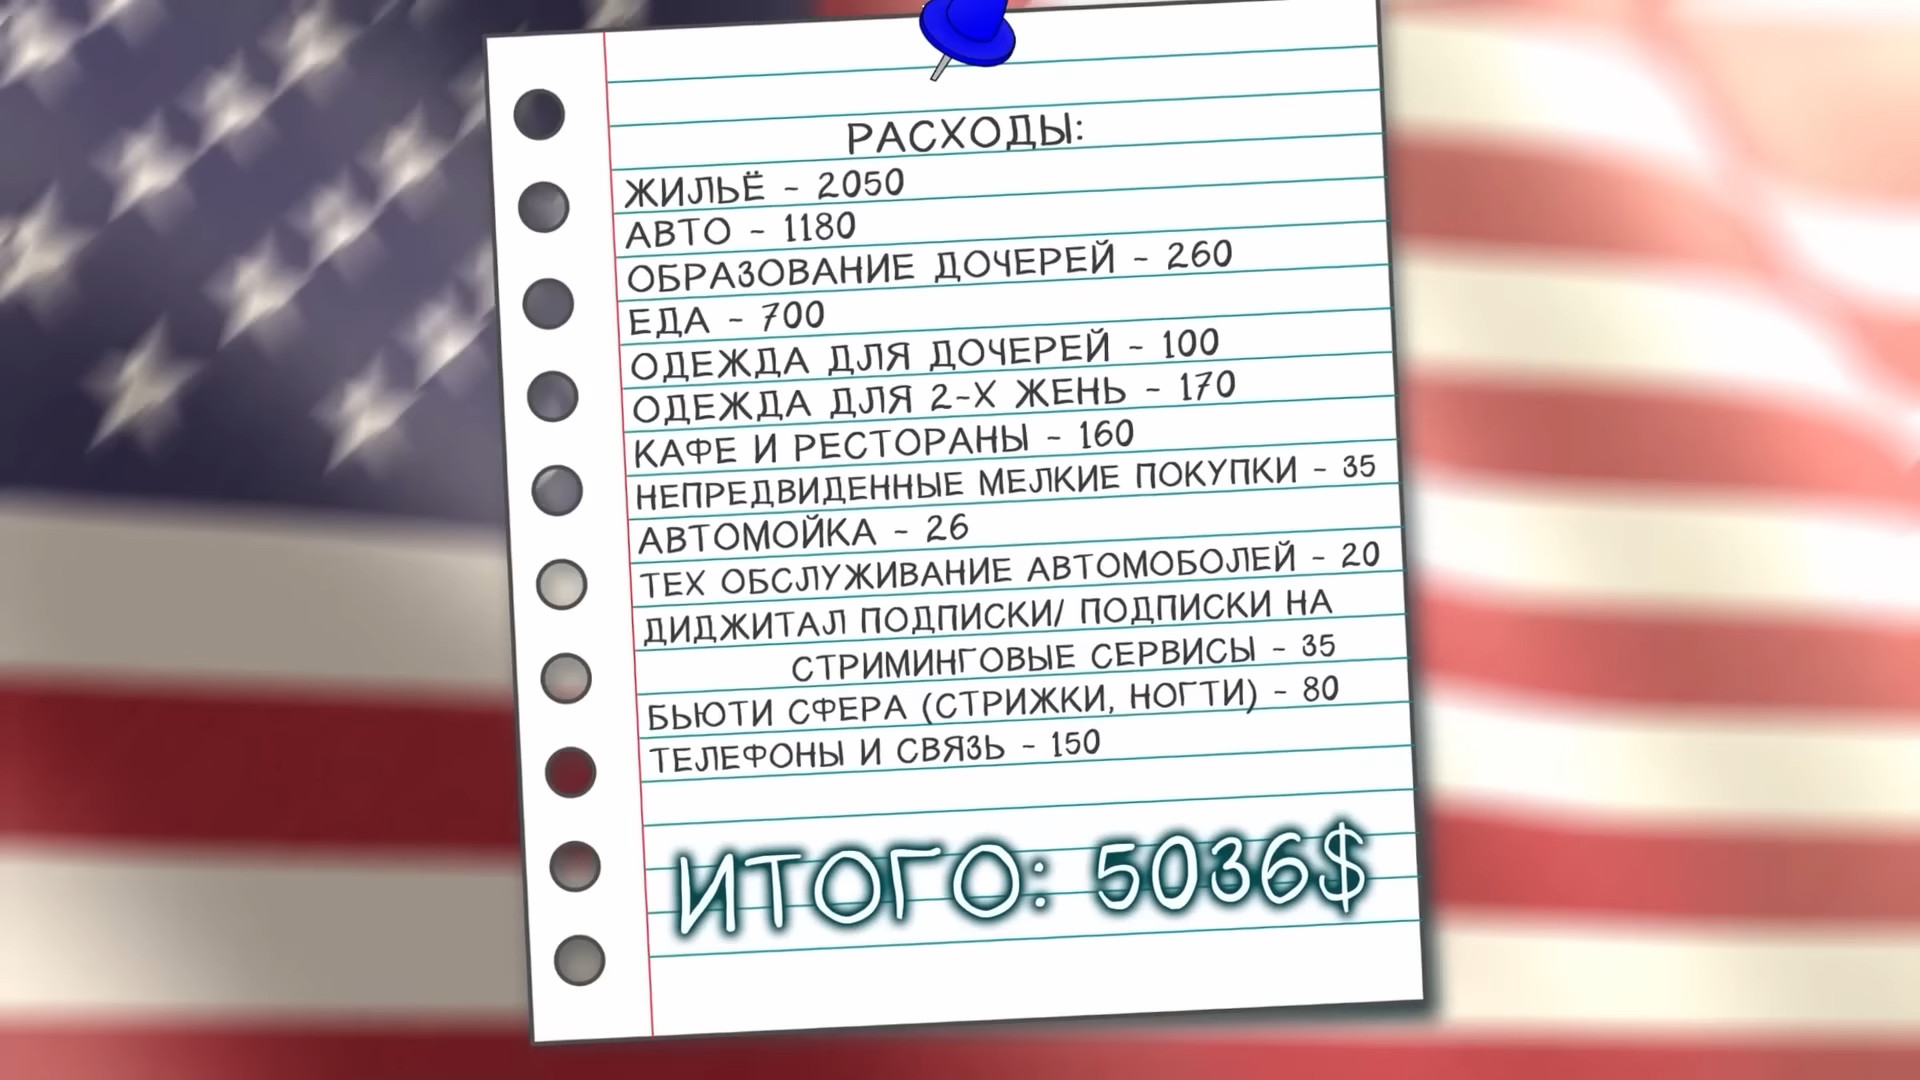 РАСХОДЫ:
ЖИЛЬЁ - 2050
АВТО - 1180
ОБРАЗОВАНИЕ ДОЧЕРЕЙ - 260
ЕДА - 700
ОДЕЖДА ДЛЯ ДОЧЕРЕЙ - 100
ОДЕЖДА ДЛЯ 2-Х ЖЕНЬ - 170
КАФЕ И РЕСТОРАНЫ - 160
НЕПРЕДВИДЕННЫЕ МЕЛКИЕ ПОКУПКИ - 35
АВТОМОЙКА - 26
ТЕХ ОБСЛУЖИВАНИЕ АВТОМОБОЛЕЙ - 20
ДИДЖИТАЛ ПОДПИСКИ/ ПОДПИСКИ НА
СТРИМИНГОВЫЕ СЕРВИСЫ - 35
БЬЮТИ СФЕРА (СТРИЖКИ, НОГТИ) - 80
ТЕЛЕФОНЫ И СВЯЗЬ - 150
ИТОГО: 5036$